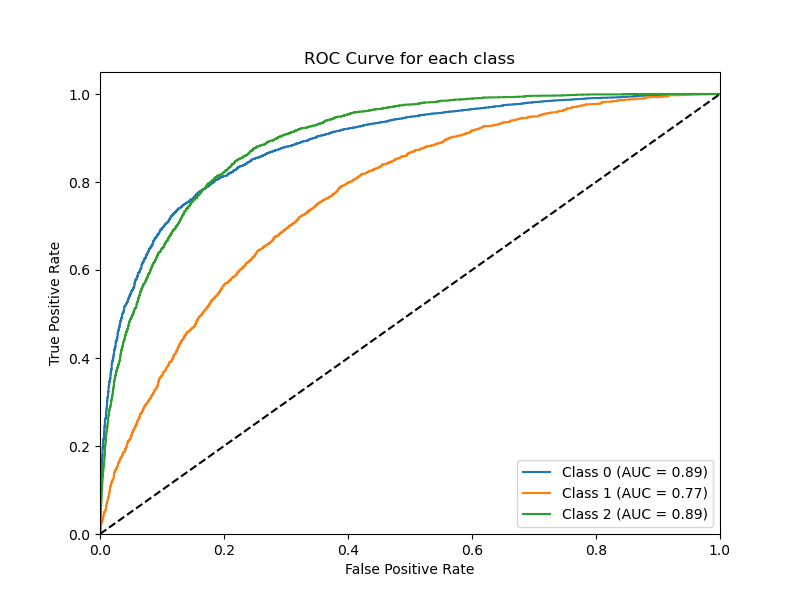 ROC Curve for each class
True Positive Rate
1.0
0.8
0.6
0.4
0.2
0.0
Class 0 (AUC = 0.89)
Class 1 (AUC = 0.77)
Class 2 (AUC = 0.89)
0.0 0.2 0.4 0.6 0.8 1.0
False Positive Rate